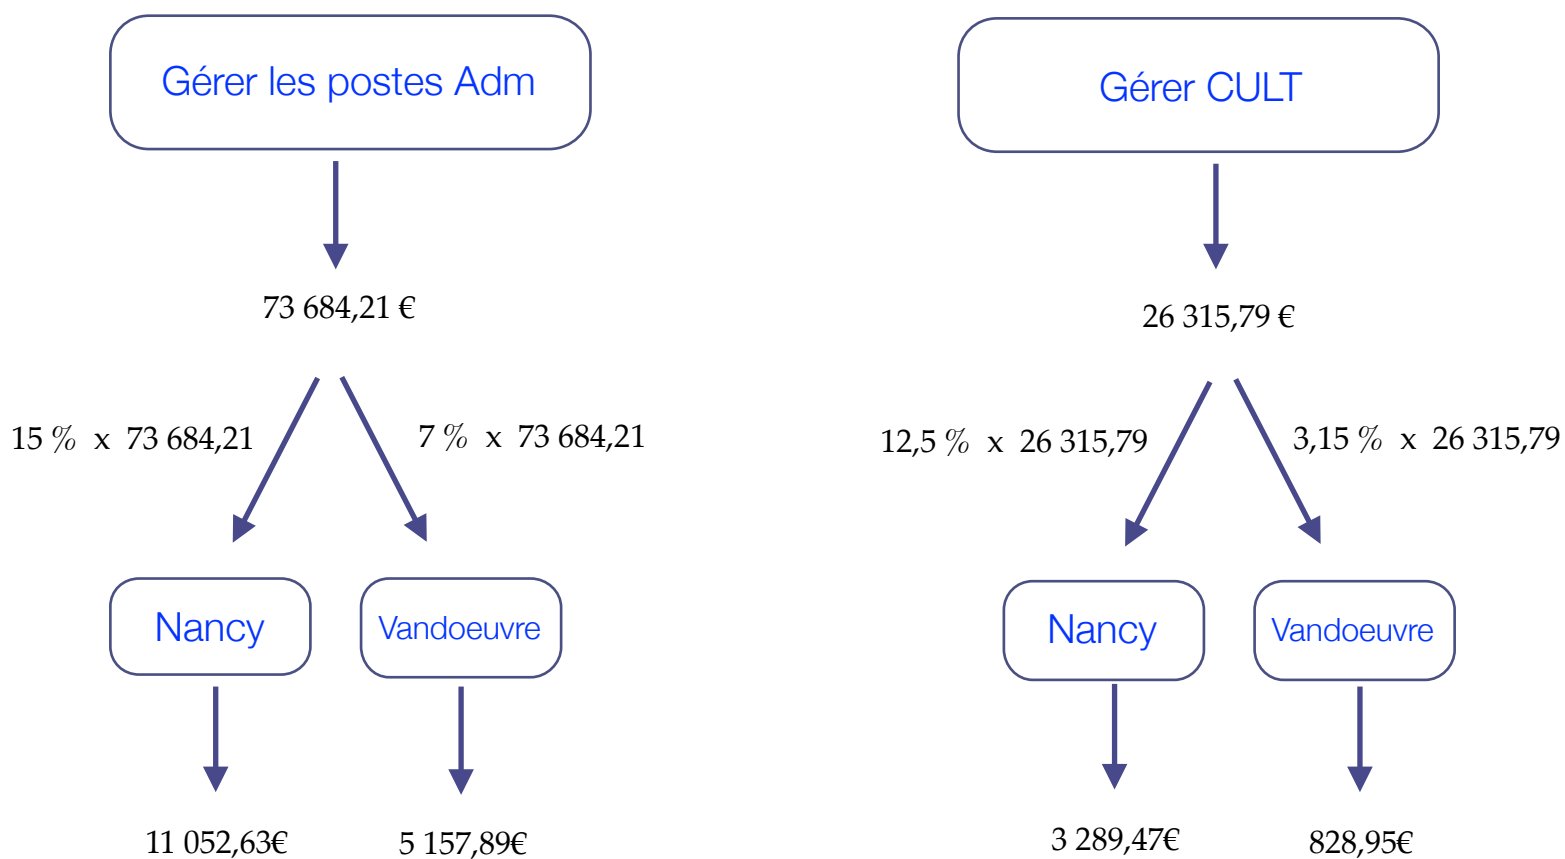 Gérer les postes Adm
73 684,21 €
15 % x 73 684,21
7 % x 73 684,21
Nancy
Vandoeuvre
11 052,63€
5 157,89€
Gérer CULT
26 315,79 €
12,5 % x 26 315,79
3,15 % x 26 315,79
Nancy
Vandoeuvre
3 289,47€
828,95€